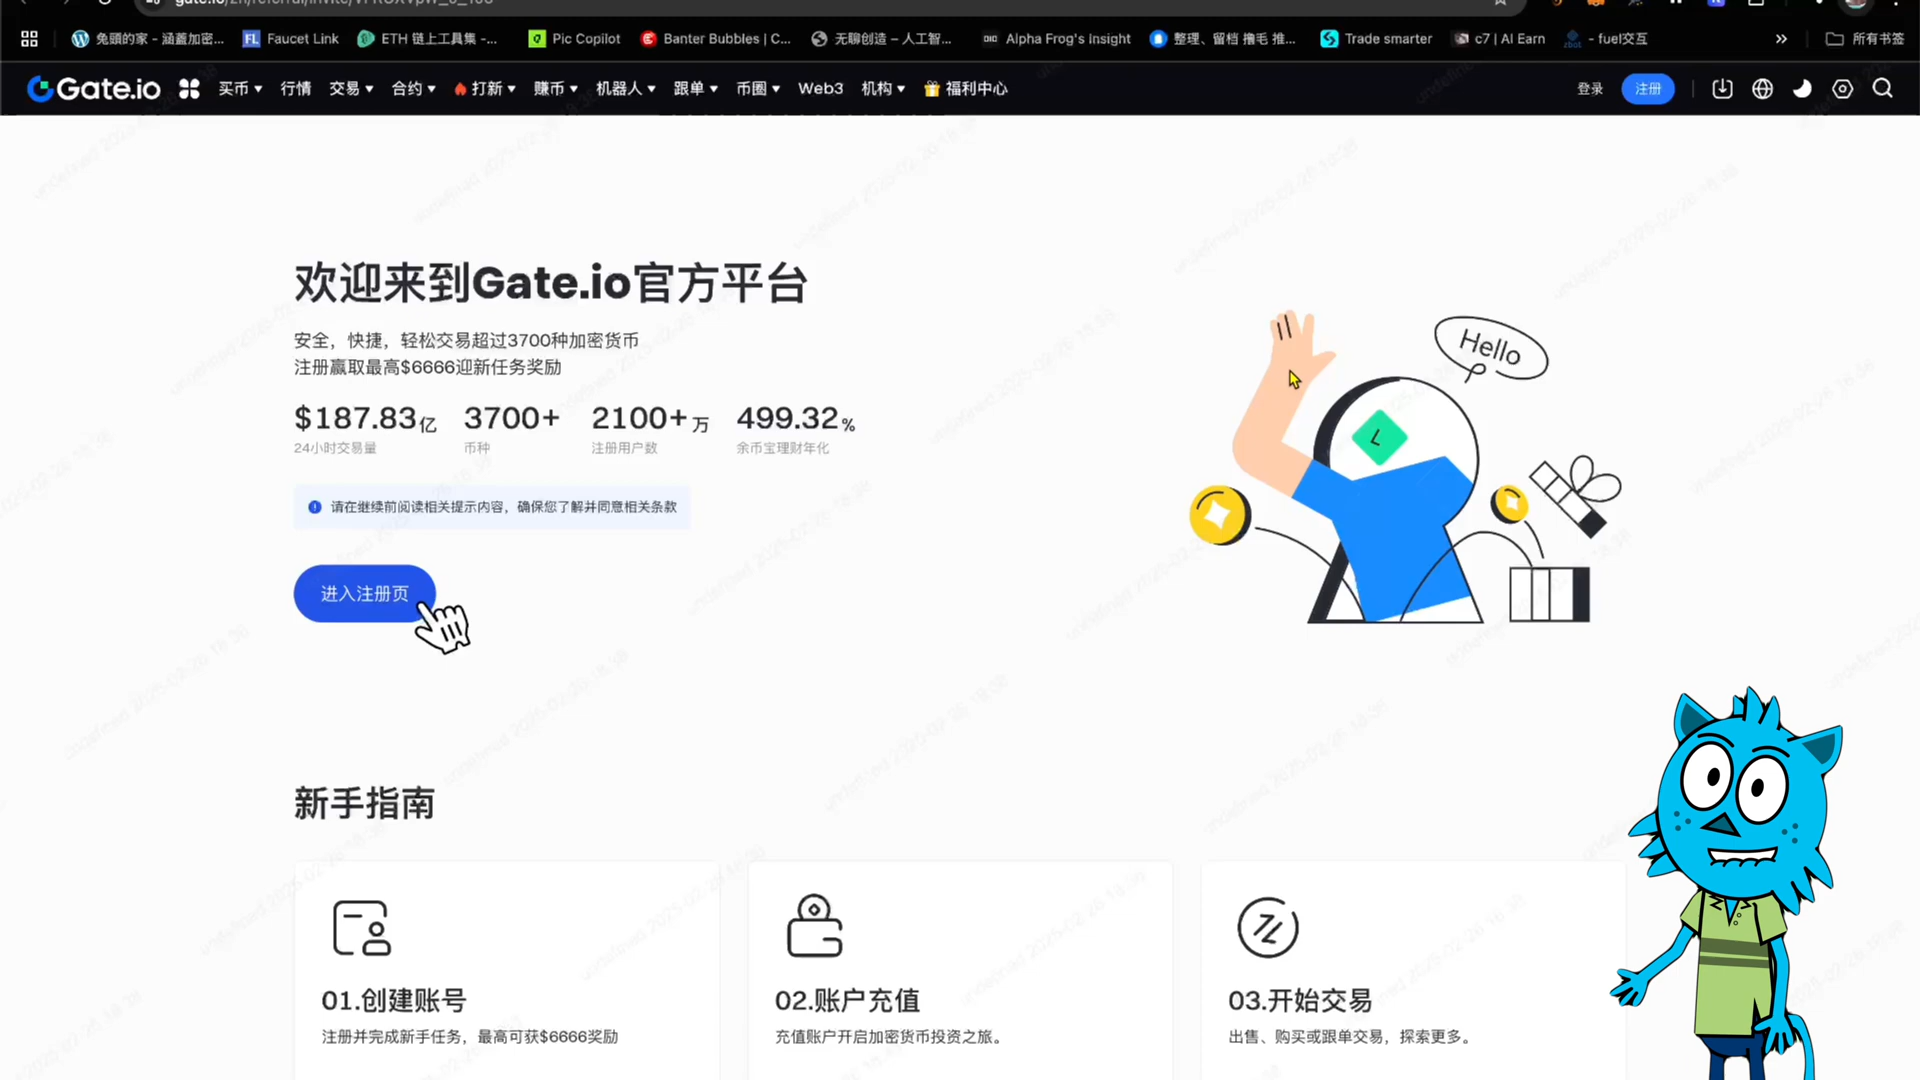 兔頭的家 – 涵蓋加密...
FL Faucet Link
ETH 链上工具集 -...
Pic Copilot
Banter Bubbles | C...
无聊创造 – 人工智...
Alpha Frog's Insight
整理、留档 撸毛 推...
Trade smarter
c7 | AI Earn
- fuel交互
所有书签
Gate.io
买币
行情
交易
合约
打新
赚币
机器人
跟单
币圈
Web3
机构
福利中心
登录
注册
欢迎来到Gate.io官方平台
安全，快捷，轻松交易超过3700种加密货币
注册赢取最高$6666迎新任务奖励
$187.83亿 3700+ 2100+万 499.32%
24小时交易量 币种 注册用户数 余币宝理财年化
请在继续前阅读相关提示内容，确保您了解并同意相关条款
进入注册页
Hello
新手指南
01.创建账号
注册并完成新手任务，最高可获$6666奖励
02.账户充值
充值账户开启加密货币投资之旅。
03.开始交易
出售、购买或跟单交易，探索更多。